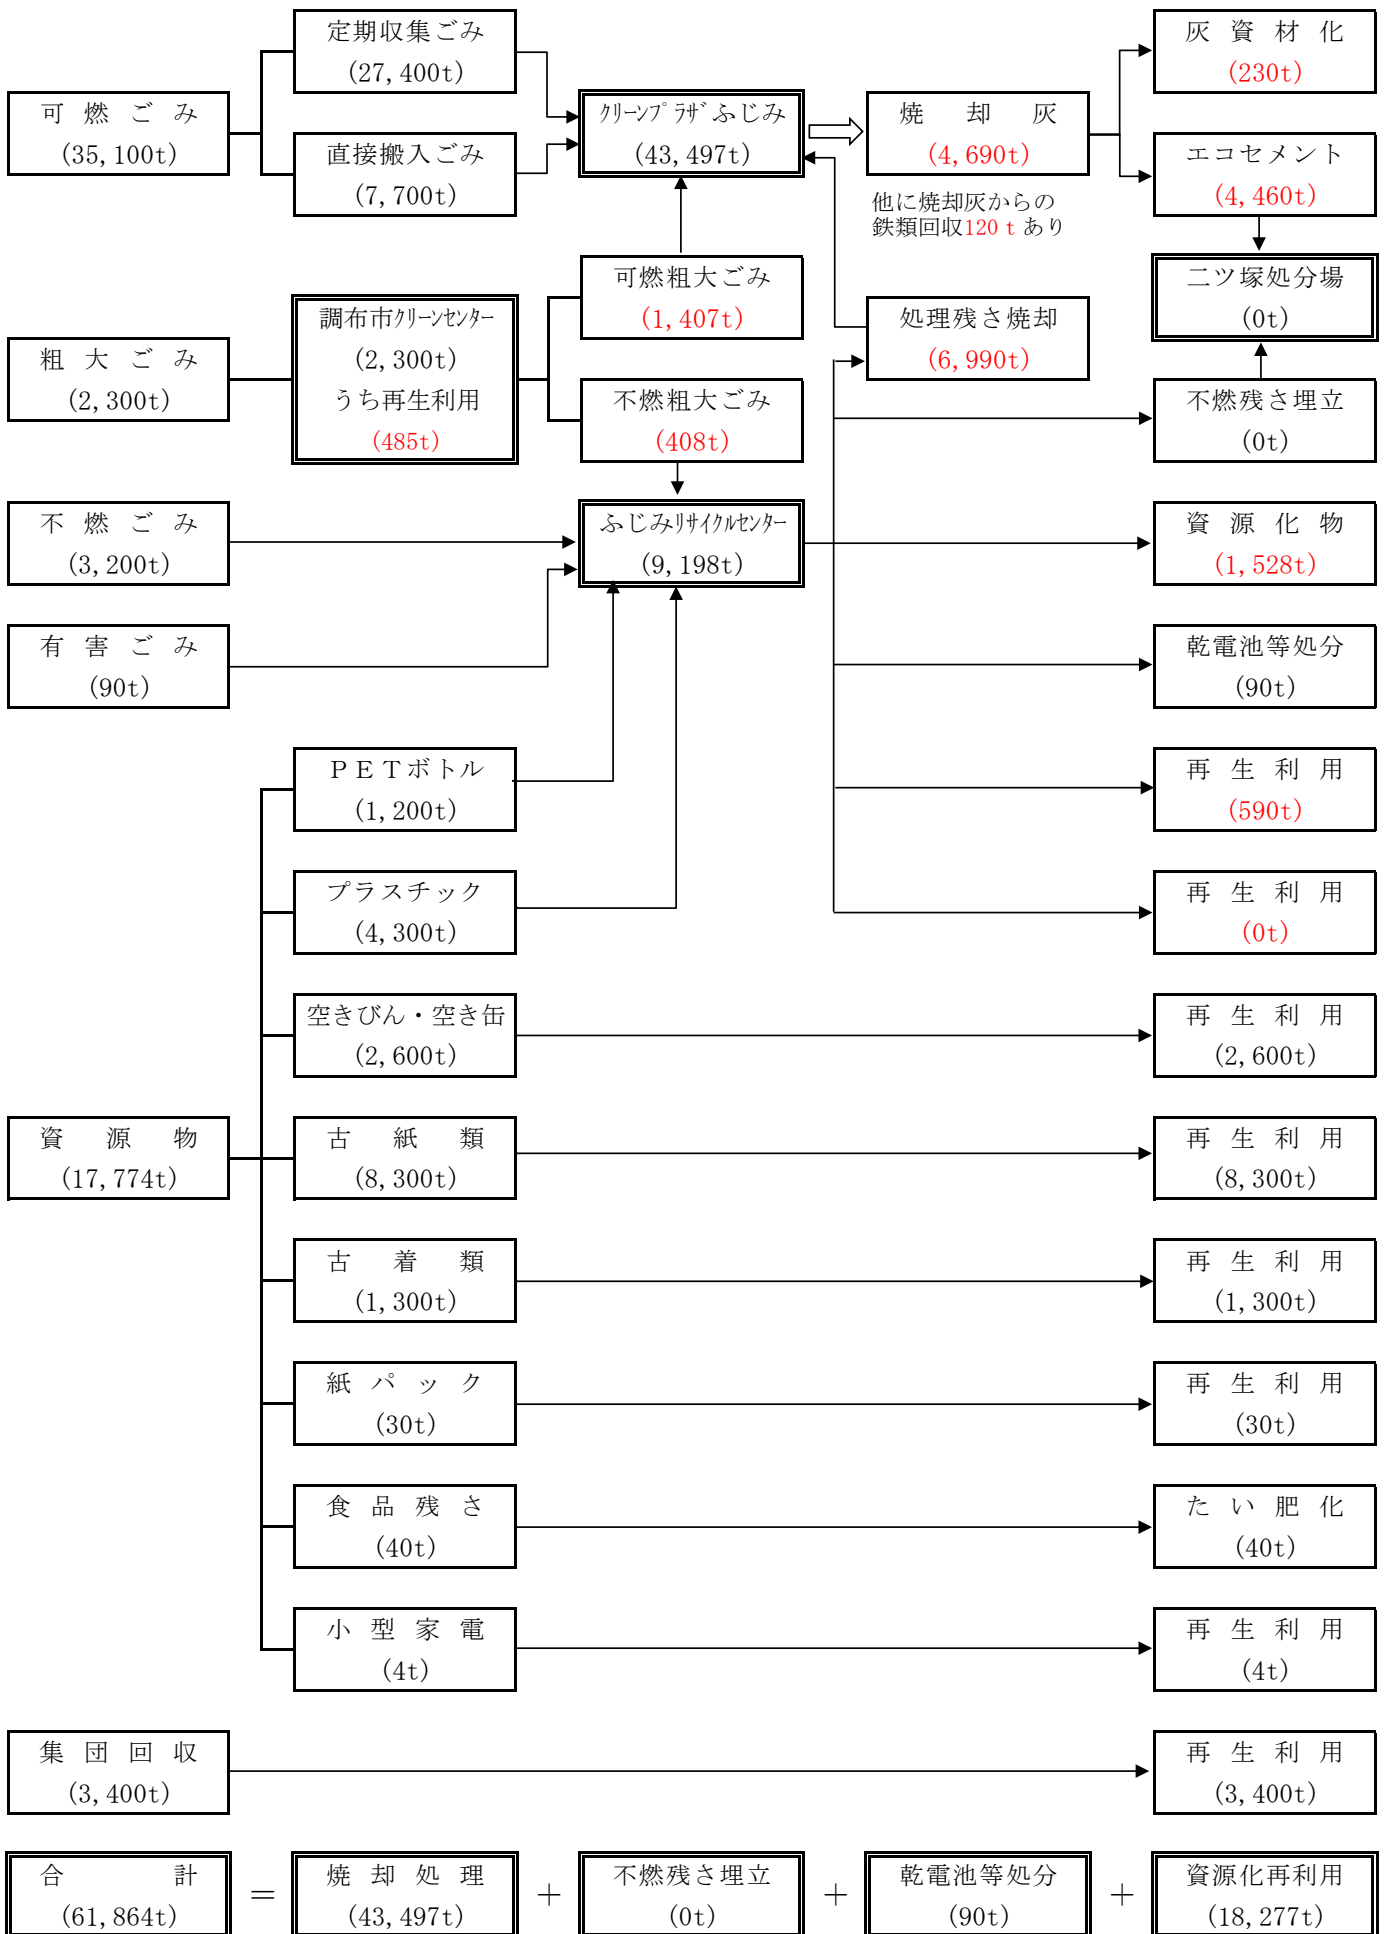 定期収集ごみ
(27,400t)
灰資材化
(230t)
可燃ごみ
(35,100t)
クリーンプラザふじみ
(43,497t)
焼却灰
(4,690t)
直接搬入ごみ
(7,700t)
エコセメント
(4,460t)
他に焼却灰からの
鉄類回収120ｔあり
可燃粗大ごみ
(1,407t)
二ツ塚処分場
(0t)
調布市クリーンセンター
(2,300t)
うち再生利用
(485t)
処理残さ焼却
(6,990t)
粗大ごみ
(2,300t)
不燃粗大ごみ
(408t)
不燃残さ埋立
(0t)
不燃ごみ
(3,200t)
ふじみリサイクルセンター
(9,198t)
資源化物
(1,528t)
有害ごみ
(90t)
乾電池等処分
(90t)
ＰＥＴボトル
(1,200t)
再生利用
(590t)
プラスチック
(4,300t)
再生利用
(0t)
空きびん・空き缶
(2,600t)
再生利用
(2,600t)
資源物
(17,774t)
古紙類
(8,300t)
再生利用
(8,300t)
古着類
(1,300t)
再生利用
(1,300t)
紙パック
(30t)
再生利用
(30t)
食品残さ
(40t)
たい肥化
(40t)
小型家電
(4t)
再生利用
(4t)
集団回収
(3,400t)
再生利用
(3,400t)
合計 ＝ 焼却処理 ＋ 不燃残さ埋立 ＋ 乾電池等処分 ＋ 資源化再利用
(61,864t) (43,497t) (0t) (90t) (18,277t)